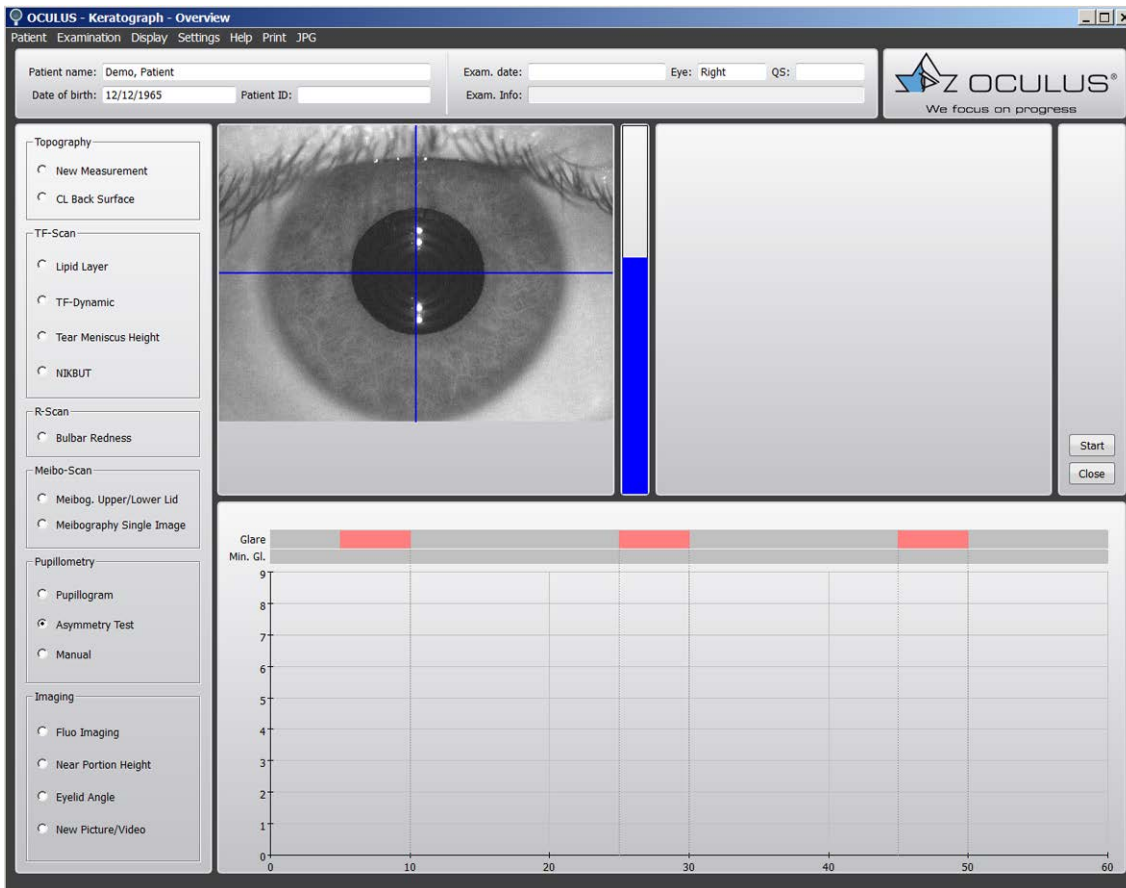 OCULUS - Keratograph - Overview
Patient Examination Display Settings Help Print JPG
Patient name: Demo, Patient
Date of birth: 12/12/1965 Patient ID:
Exam. date: Eye: Right QS:
Exam. Info:
OCULUS®
We focus on progress
Topography
New Measurement
CL Back Surface
TF-Scan
Lipid Layer
TF-Dynamic
Tear Meniscus Height
NIKBUT
R-Scan
Bulbar Redness
Meibo-Scan
Meibog. Upper/Lower Lid
Meibography Single Image
Pupillometry
Pupillogram
Asymmetry Test
Manual
Imaging
Fluo Imaging
Near Portion Height
Eyelid Angle
New Picture/Video
Start
Close
Glare
Min. Gl.
9
8
7
6
5
4
3
2
1
0
0 10 20 30 40 50 60